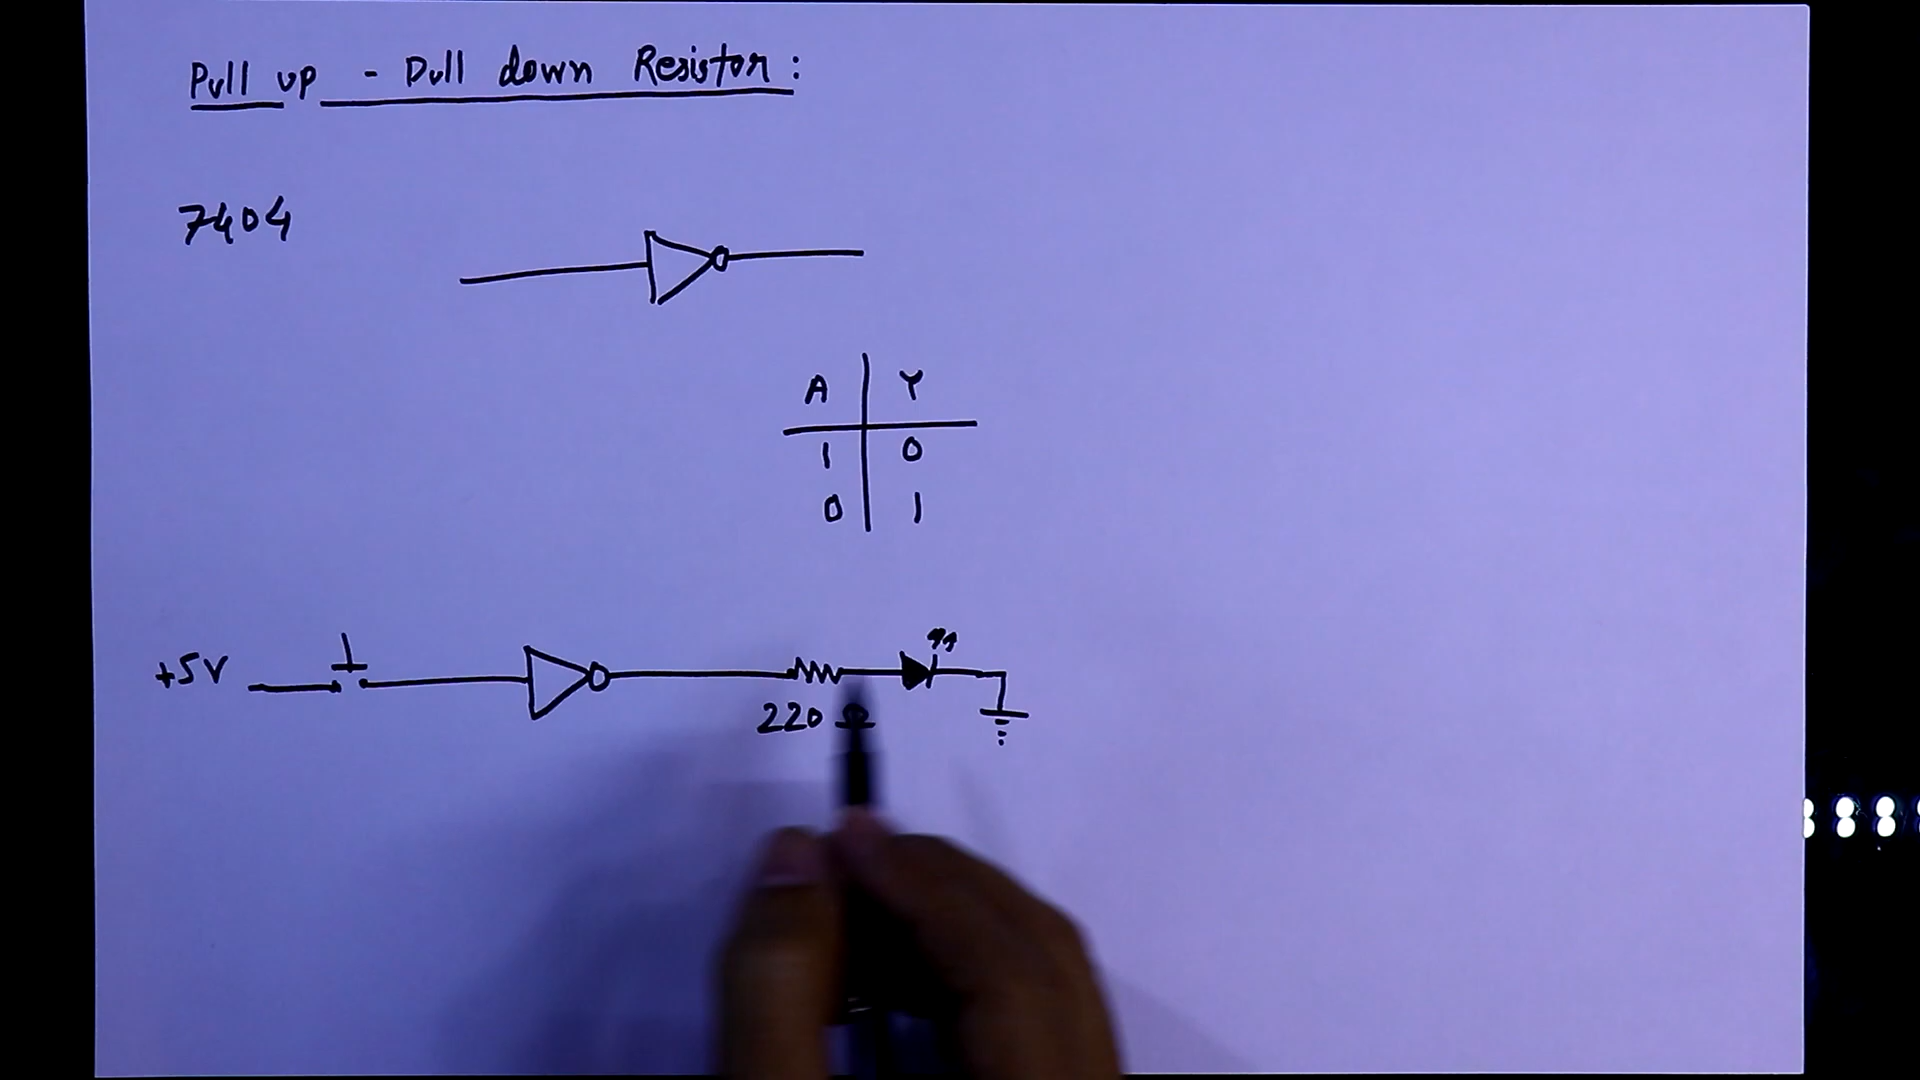 Pull up - Pull down Resistor:
7404
A Y
1 0
0 1
+5V
220 Ω